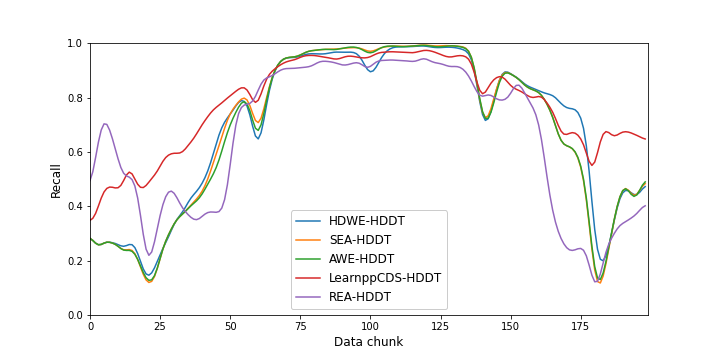 1.0
0.8
0.6
0.4
0.2
0.0
Recall
HDWE-HDDT
SEA-HDDT
AWE-HDDT
LearnppCDS-HDDT
REA-HDDT
0 25 50 75 100 125 150 175
Data chunk